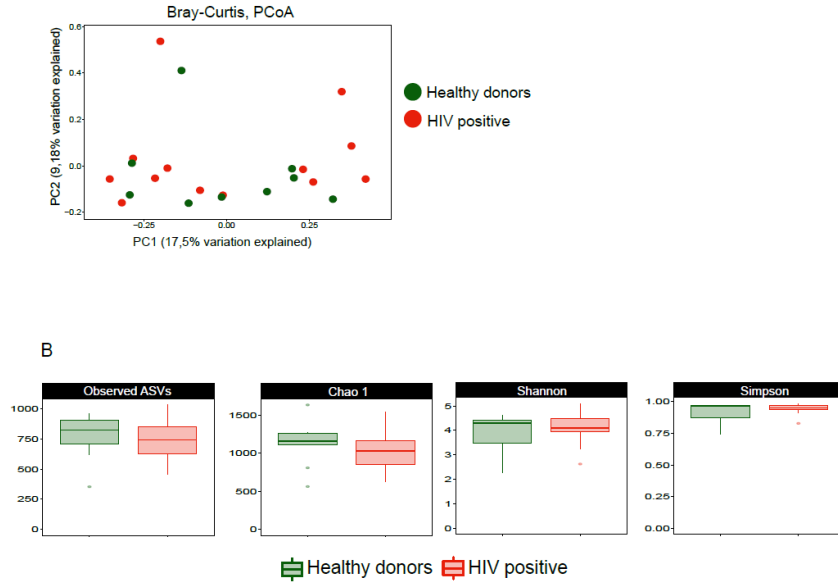 Bray-Curtis, PCoA
0.6
0.4
0.2
0.0
−0.2
PC2 (9,18% variation explained)
−0.25
0.00
0.25
PC1 (17,5% variation explained)
Healthy donors
HIV positive
B
Observed ASVs
1000
750
500
250
0
Chao 1
1500
1000
500
0
Shannon
5
4
3
2
1
0
Simpson
1.00
0.75
0.50
0.25
0.00
Healthy donors HIV positive